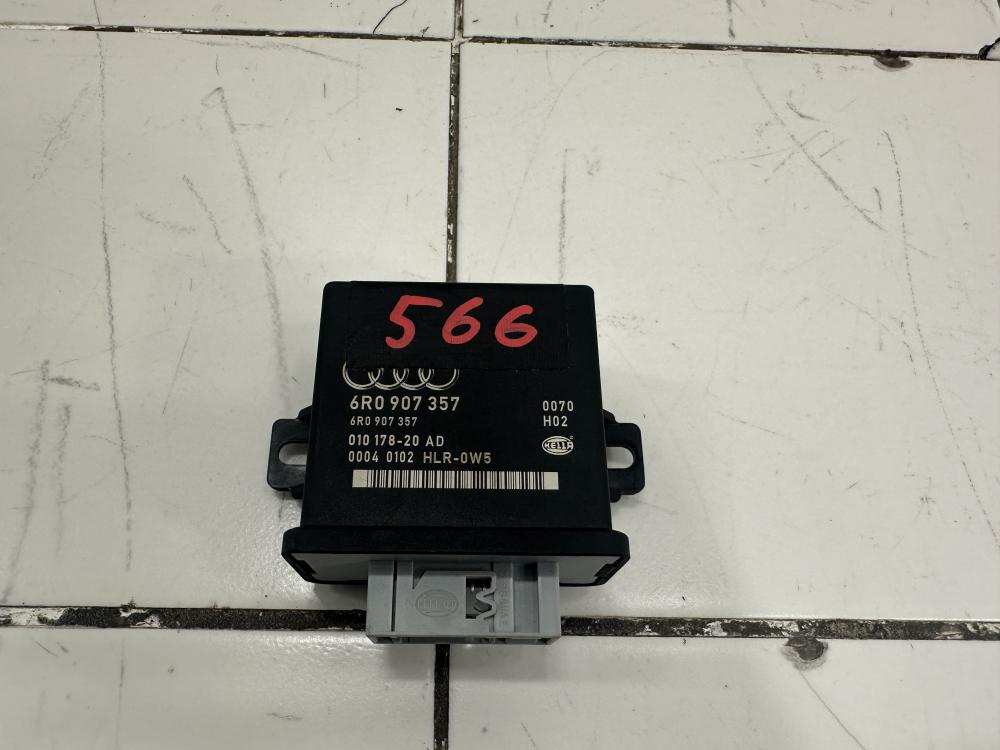 566
6R0 907 357
6R0 907 357
010 178-20 AD
0004 0102 HLR-0W5
0070
H02
HELLA